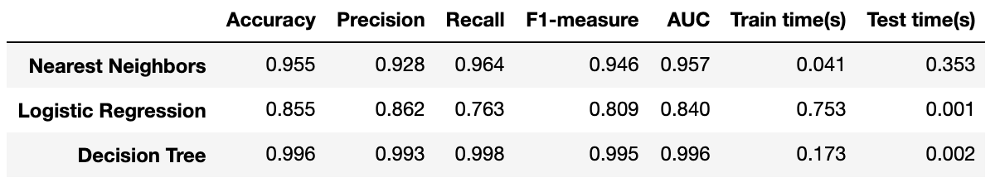 Accuracy Precision Recall F1-measure AUC Train time(s) Test time(s)
Nearest Neighbors 0.955 0.928 0.964 0.946 0.957 0.041 0.353
Logistic Regression 0.855 0.862 0.763 0.809 0.840 0.753 0.001
Decision Tree 0.996 0.993 0.998 0.995 0.996 0.173 0.002